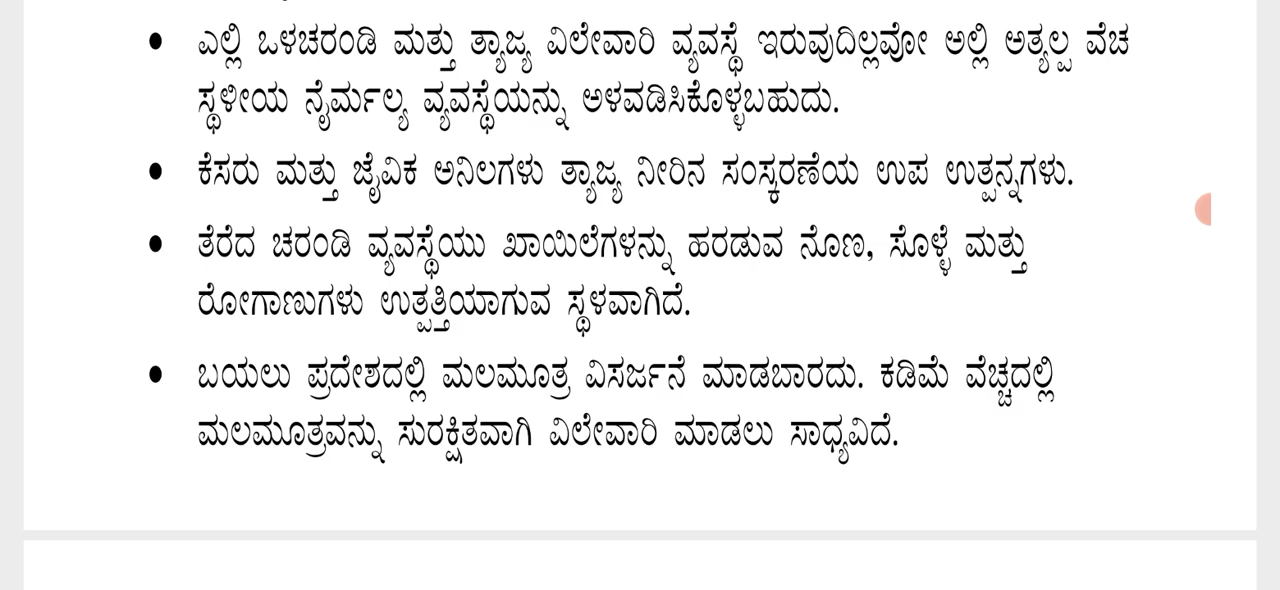 • ಎಲ್ಲಿ ಒಳಚರಂಡಿ ಮತ್ತು ತ್ಯಾಜ್ಯ ವಿಲೇವಾರಿ ವ್ಯವಸ್ಥೆ ಇರುವುದಿಲ್ಲವೋ ಅಲ್ಲಿ ಅತ್ಯಲ್ಪ ವೆಚ
ಸ್ಥಳೀಯ ನೈರ್ಮಲ್ಯ ವ್ಯವಸ್ಥೆಯನ್ನು ಅಳವಡಿಸಿಕೊಳ್ಳಬಹುದು.
• ಕೆಸರು ಮತ್ತು ಜೈವಿಕ ಅನಿಲಗಳು ತ್ಯಾಜ್ಯ ನೀರಿನ ಸಂಸ್ಕರಣೆಯ ಉಪ ಉತ್ಪನ್ನಗಳು.
• ತೆರೆದ ಚರಂಡಿ ವ್ಯವಸ್ಥೆಯು ಖಾಯಿಲೆಗಳನ್ನು ಹರಡುವ ನೊಣ, ಸೊಳ್ಳೆ ಮತ್ತು
ರೋಗಾಣುಗಳು ಉತ್ಪತ್ತಿಯಾಗುವ ಸ್ಥಳವಾಗಿದೆ.
• ಬಯಲು ಪ್ರದೇಶದಲ್ಲಿ ಮಲಮೂತ್ರ ವಿಸರ್ಜನೆ ಮಾಡಬಾರದು. ಕಡಿಮೆ ವೆಚ್ಚದಲ್ಲಿ
ಮಲಮೂತ್ರವನ್ನು ಸುರಕ್ಷಿತವಾಗಿ ವಿಲೇವಾರಿ ಮಾಡಲು ಸಾಧ್ಯವಿದೆ.